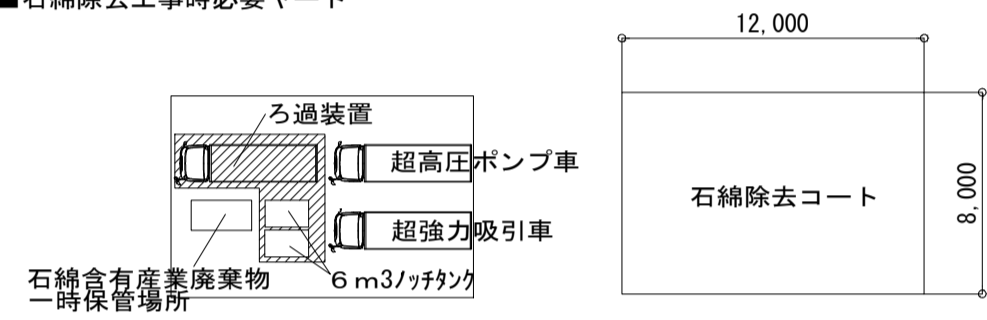 ■石綿除去工事時必要ヤード
12,000
ろ過装置
超高圧ポンプ車
石綿除去コート
8,000
超強力吸引車
石綿含有産業廃棄物
一時保管場所
６ｍ3ﾉｯﾁﾀﾝｸ